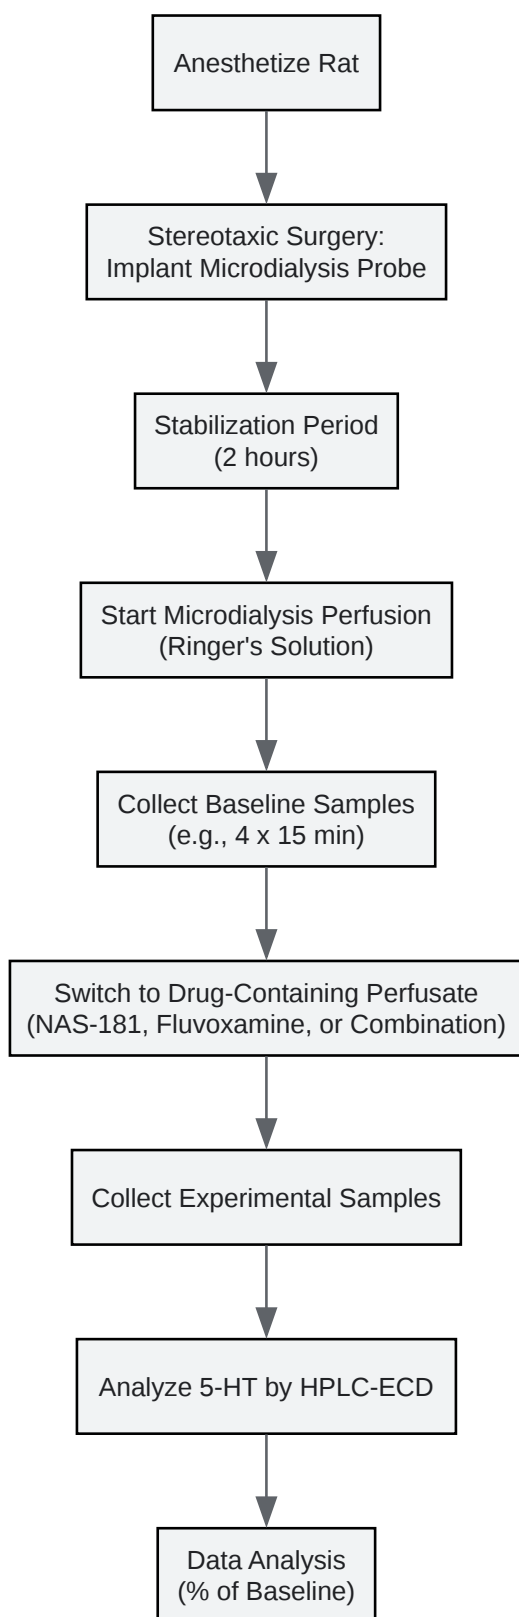 Anesthetize Rat
Stereotaxic Surgery:
Implant Microdialysis Probe
Stabilization Period
(2 hours)
Start Microdialysis Perfusion
(Ringer's Solution)
Collect Baseline Samples
(e.g., 4 x 15 min)
Switch to Drug-Containing Perfusate
(NAS-181, Fluvoxamine, or Combination)
Collect Experimental Samples
Analyze 5-HT by HPLC-ECD
Data Analysis
(% of Baseline)